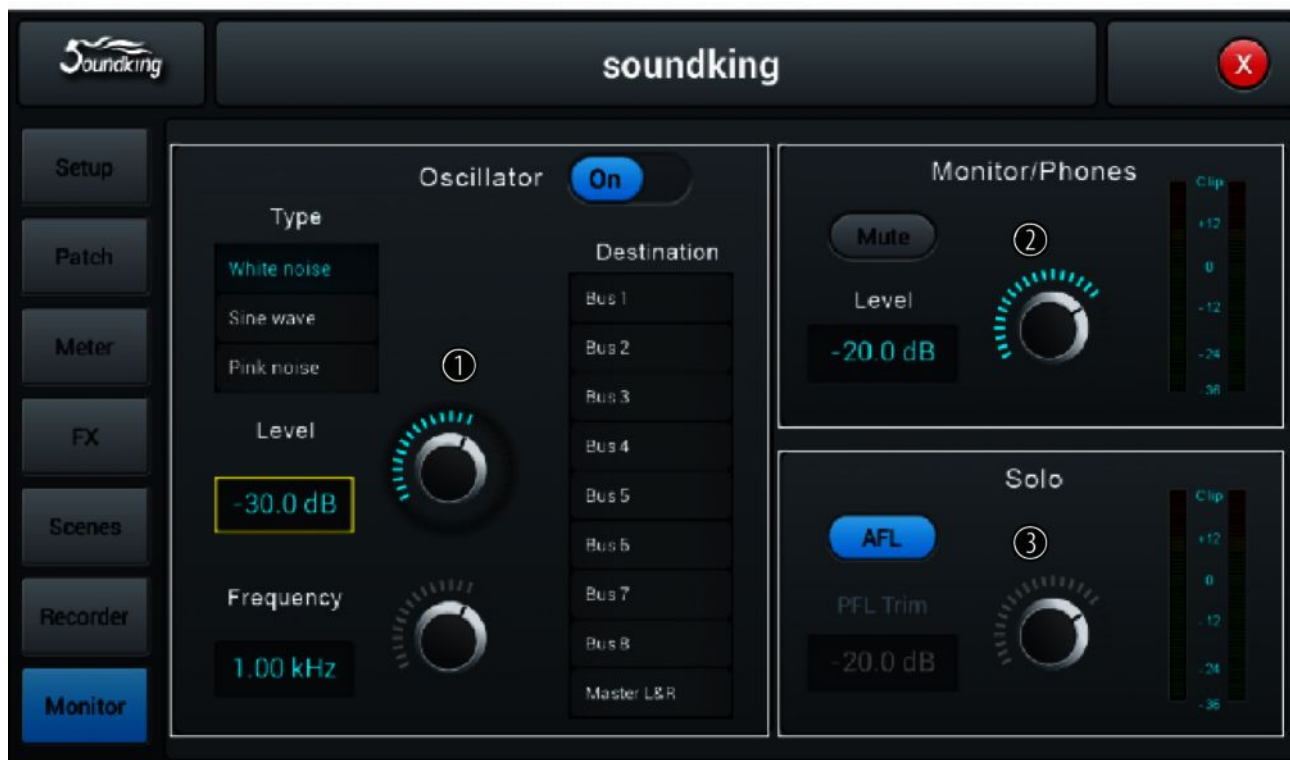 Soundking
soundking
X
Setup
Patch
Meter
FX
Scenes
Recorder
Monitor
Oscillator
On
Type
White noise
Sine wave
Pink noise
①
Level
-30.0 dB
Frequency
1.00 kHz
Destination
Bus 1
Bus 2
Bus 3
Bus 4
Bus 5
Bus 6
Bus 7
Bus 8
Master L&R
Monitor/Phones
Mute
②
Level
-20.0 dB
Clip
+12
0
-12
-24
-36
Solo
AFL
③
PFL Trim
-20.0 dB
Clip
+12
0
-12
-24
-36